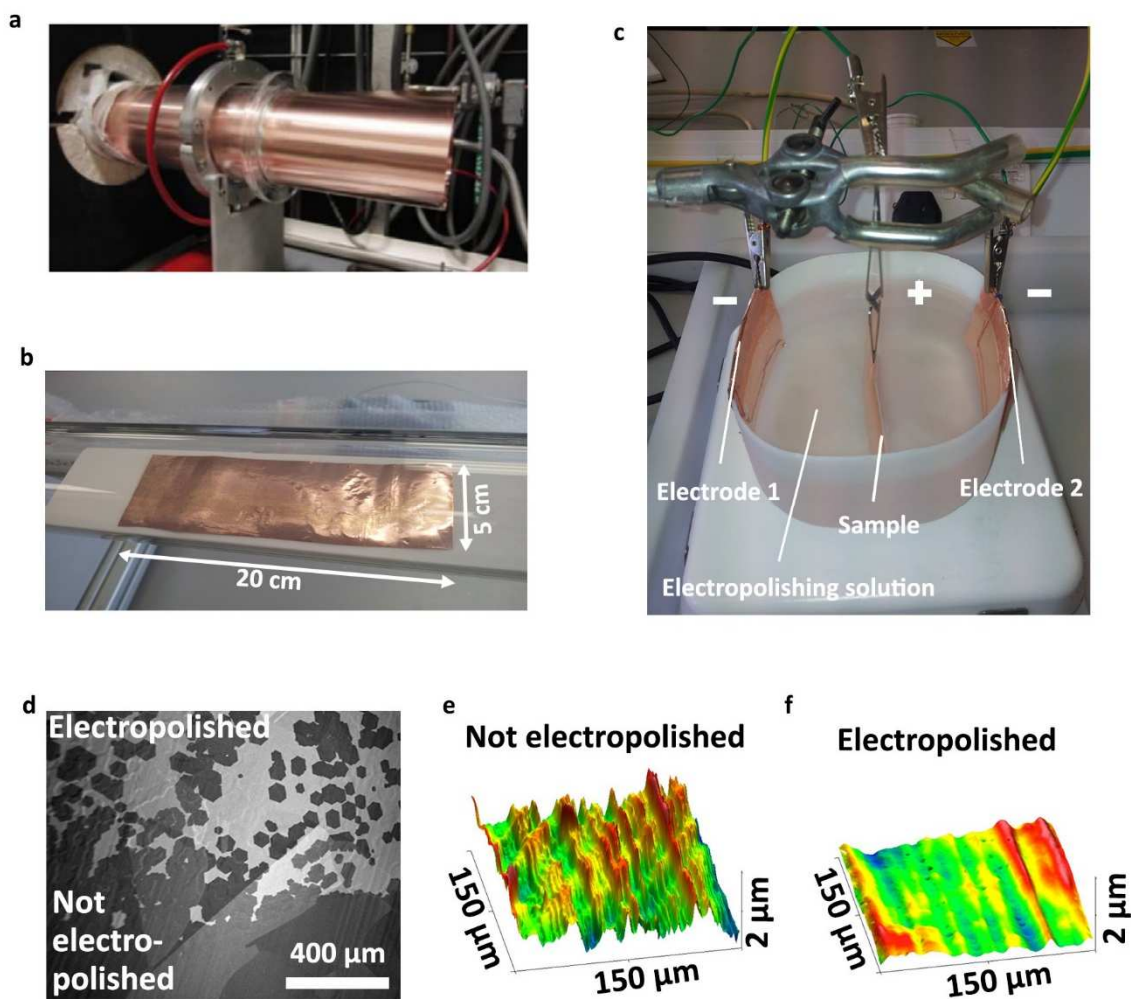 a
b
20 cm
5 cm
c
−
+
−
Electrode 1
Electrode 2
Sample
Electropolishing solution
d
Electropolished
Not
electro-
polished
400 µm
e
Not electropolished
150 µm
150 µm
2 µm
f
Electropolished
150 µm
150 µm
2 µm